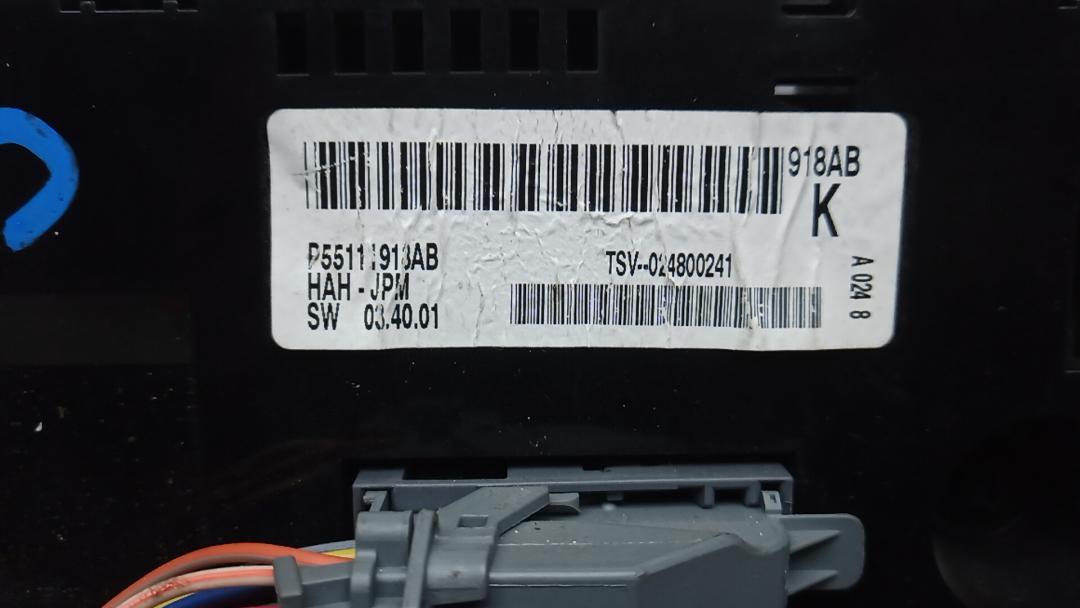 918AB
K
P55111918AB
HAH - JPM
SW 03.40.01
TSV--024800241
A 024 8